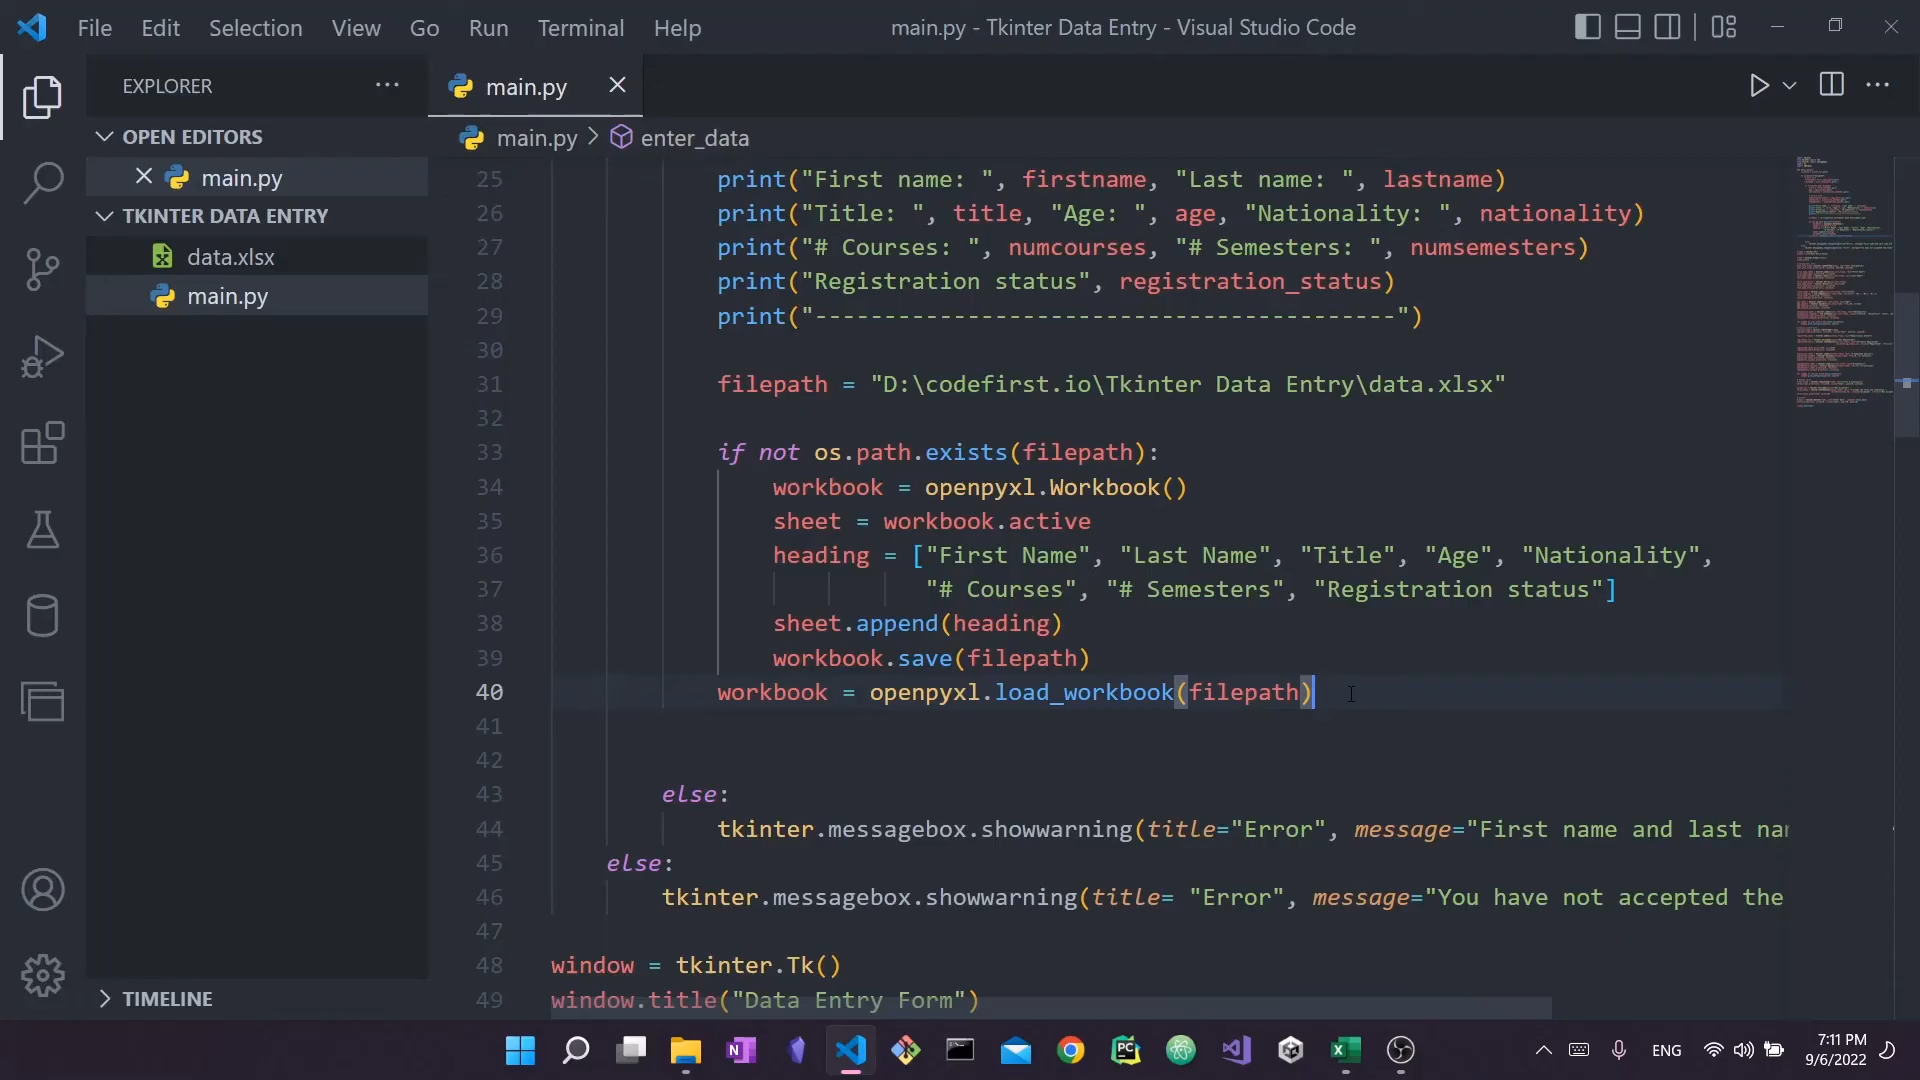 File Edit Selection View Go Run Terminal Help
main.py - Tkinter Data Entry - Visual Studio Code
EXPLORER
main.py
OPEN EDITORS
main.py
TKINTER DATA ENTRY
data.xlsx
main.py
TIMELINE
main.py > enter_data
25 print("First name: ", firstname, "Last name: ", lastname)
26 print("Title: ", title, "Age: ", age, "Nationality: ", nationality)
27 print("# Courses: ", numcourses, "# Semesters: ", numsemesters)
28 print("Registration status", registration_status)
29 print("------------------------------------------")
30
31 filepath = "D:\codefirst.io\Tkinter Data Entry\data.xlsx"
32
33 if not os.path.exists(filepath):
34 workbook = openpyxl.Workbook()
35 sheet = workbook.active
36 heading = ["First Name", "Last Name", "Title", "Age", "Nationality",
37 "# Courses", "# Semesters", "Registration status"]
38 sheet.append(heading)
39 workbook.save(filepath)
40 workbook = openpyxl.load_workbook(filepath)
41
42
43 else:
44 tkinter.messagebox.showwarning(title="Error", message="First name and last
45 else:
46 tkinter.messagebox.showwarning(title= "Error", message="You have not accepted the
47
48 window = tkinter.Tk()
49 window.title("Data Entry Form")
ENG
7:11 PM
9/6/2022